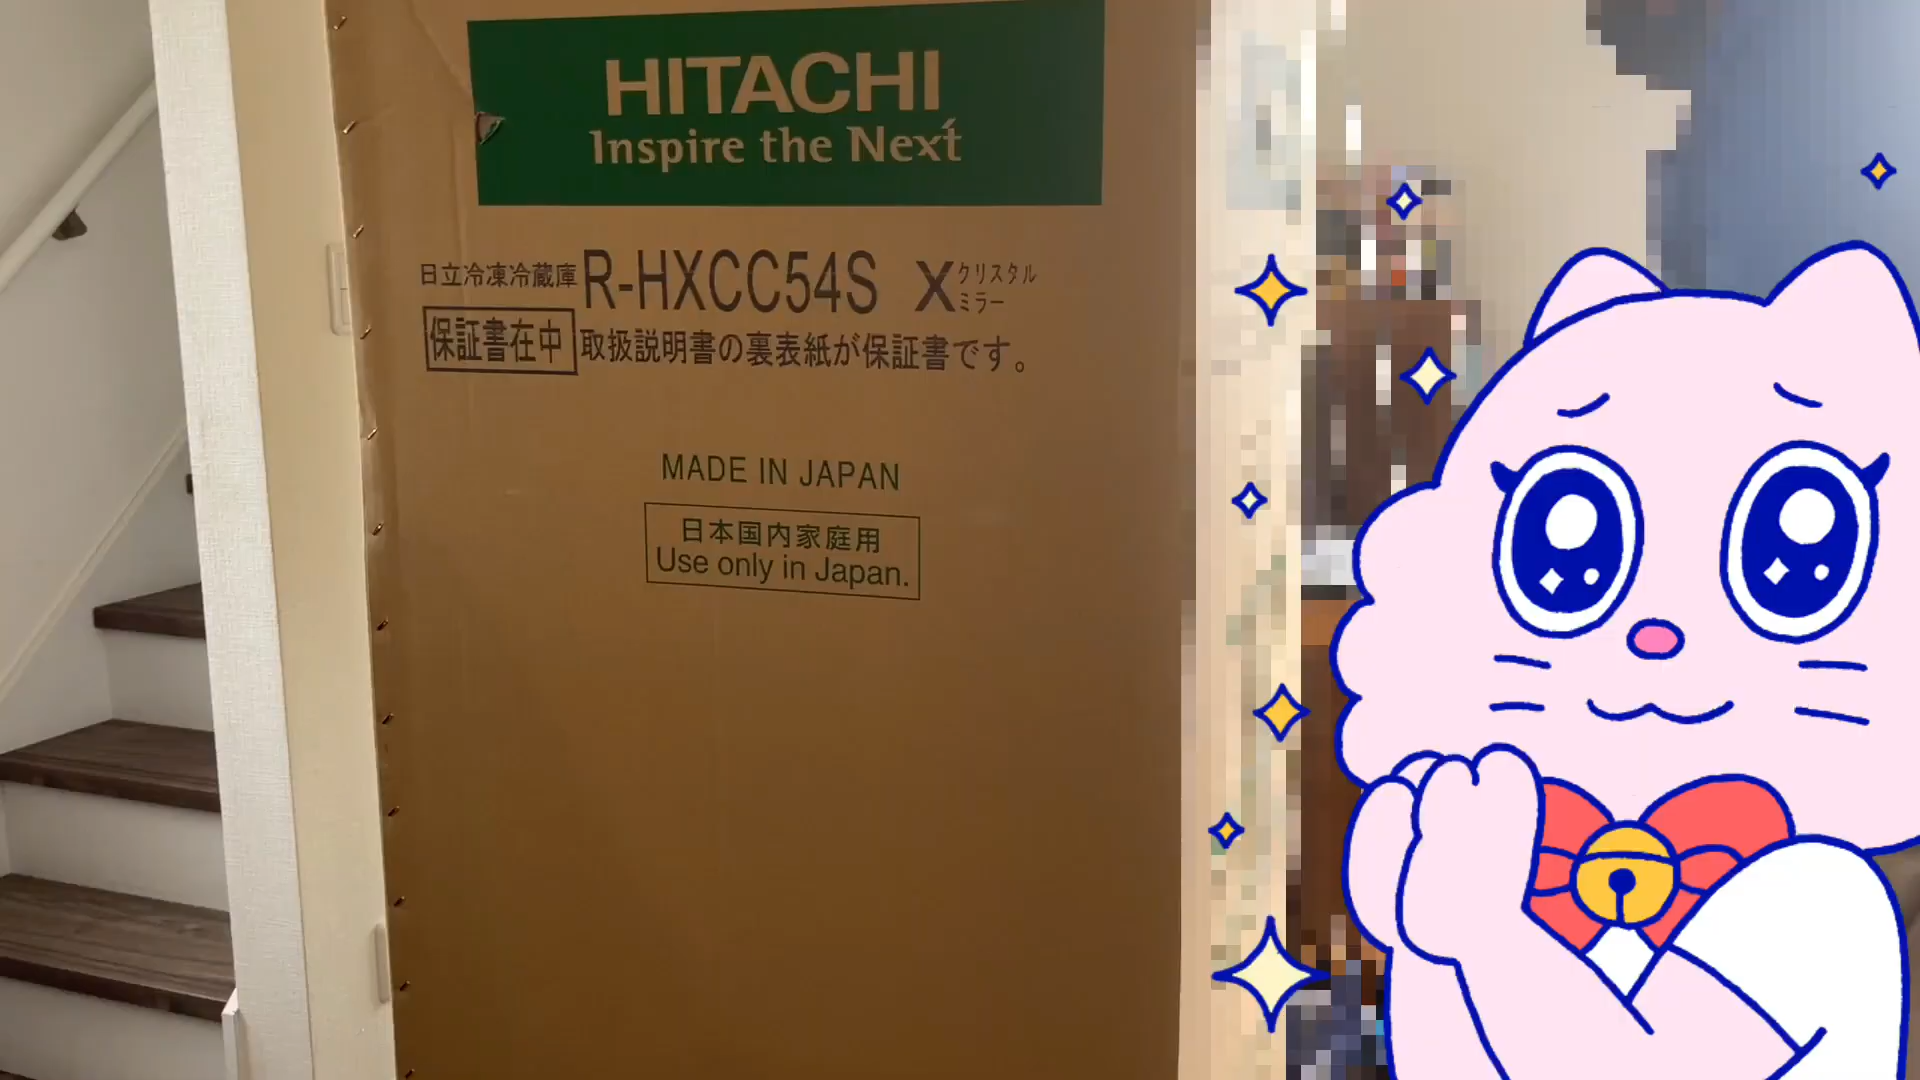 HITACHI
Inspire the Next
日立冷凍冷蔵庫 R-HXCC54S X クリスタル
ミラー
保証書在中 取扱説明書の裏表紙が保証書です。
MADE IN JAPAN
日本国内家庭用
Use only in Japan.